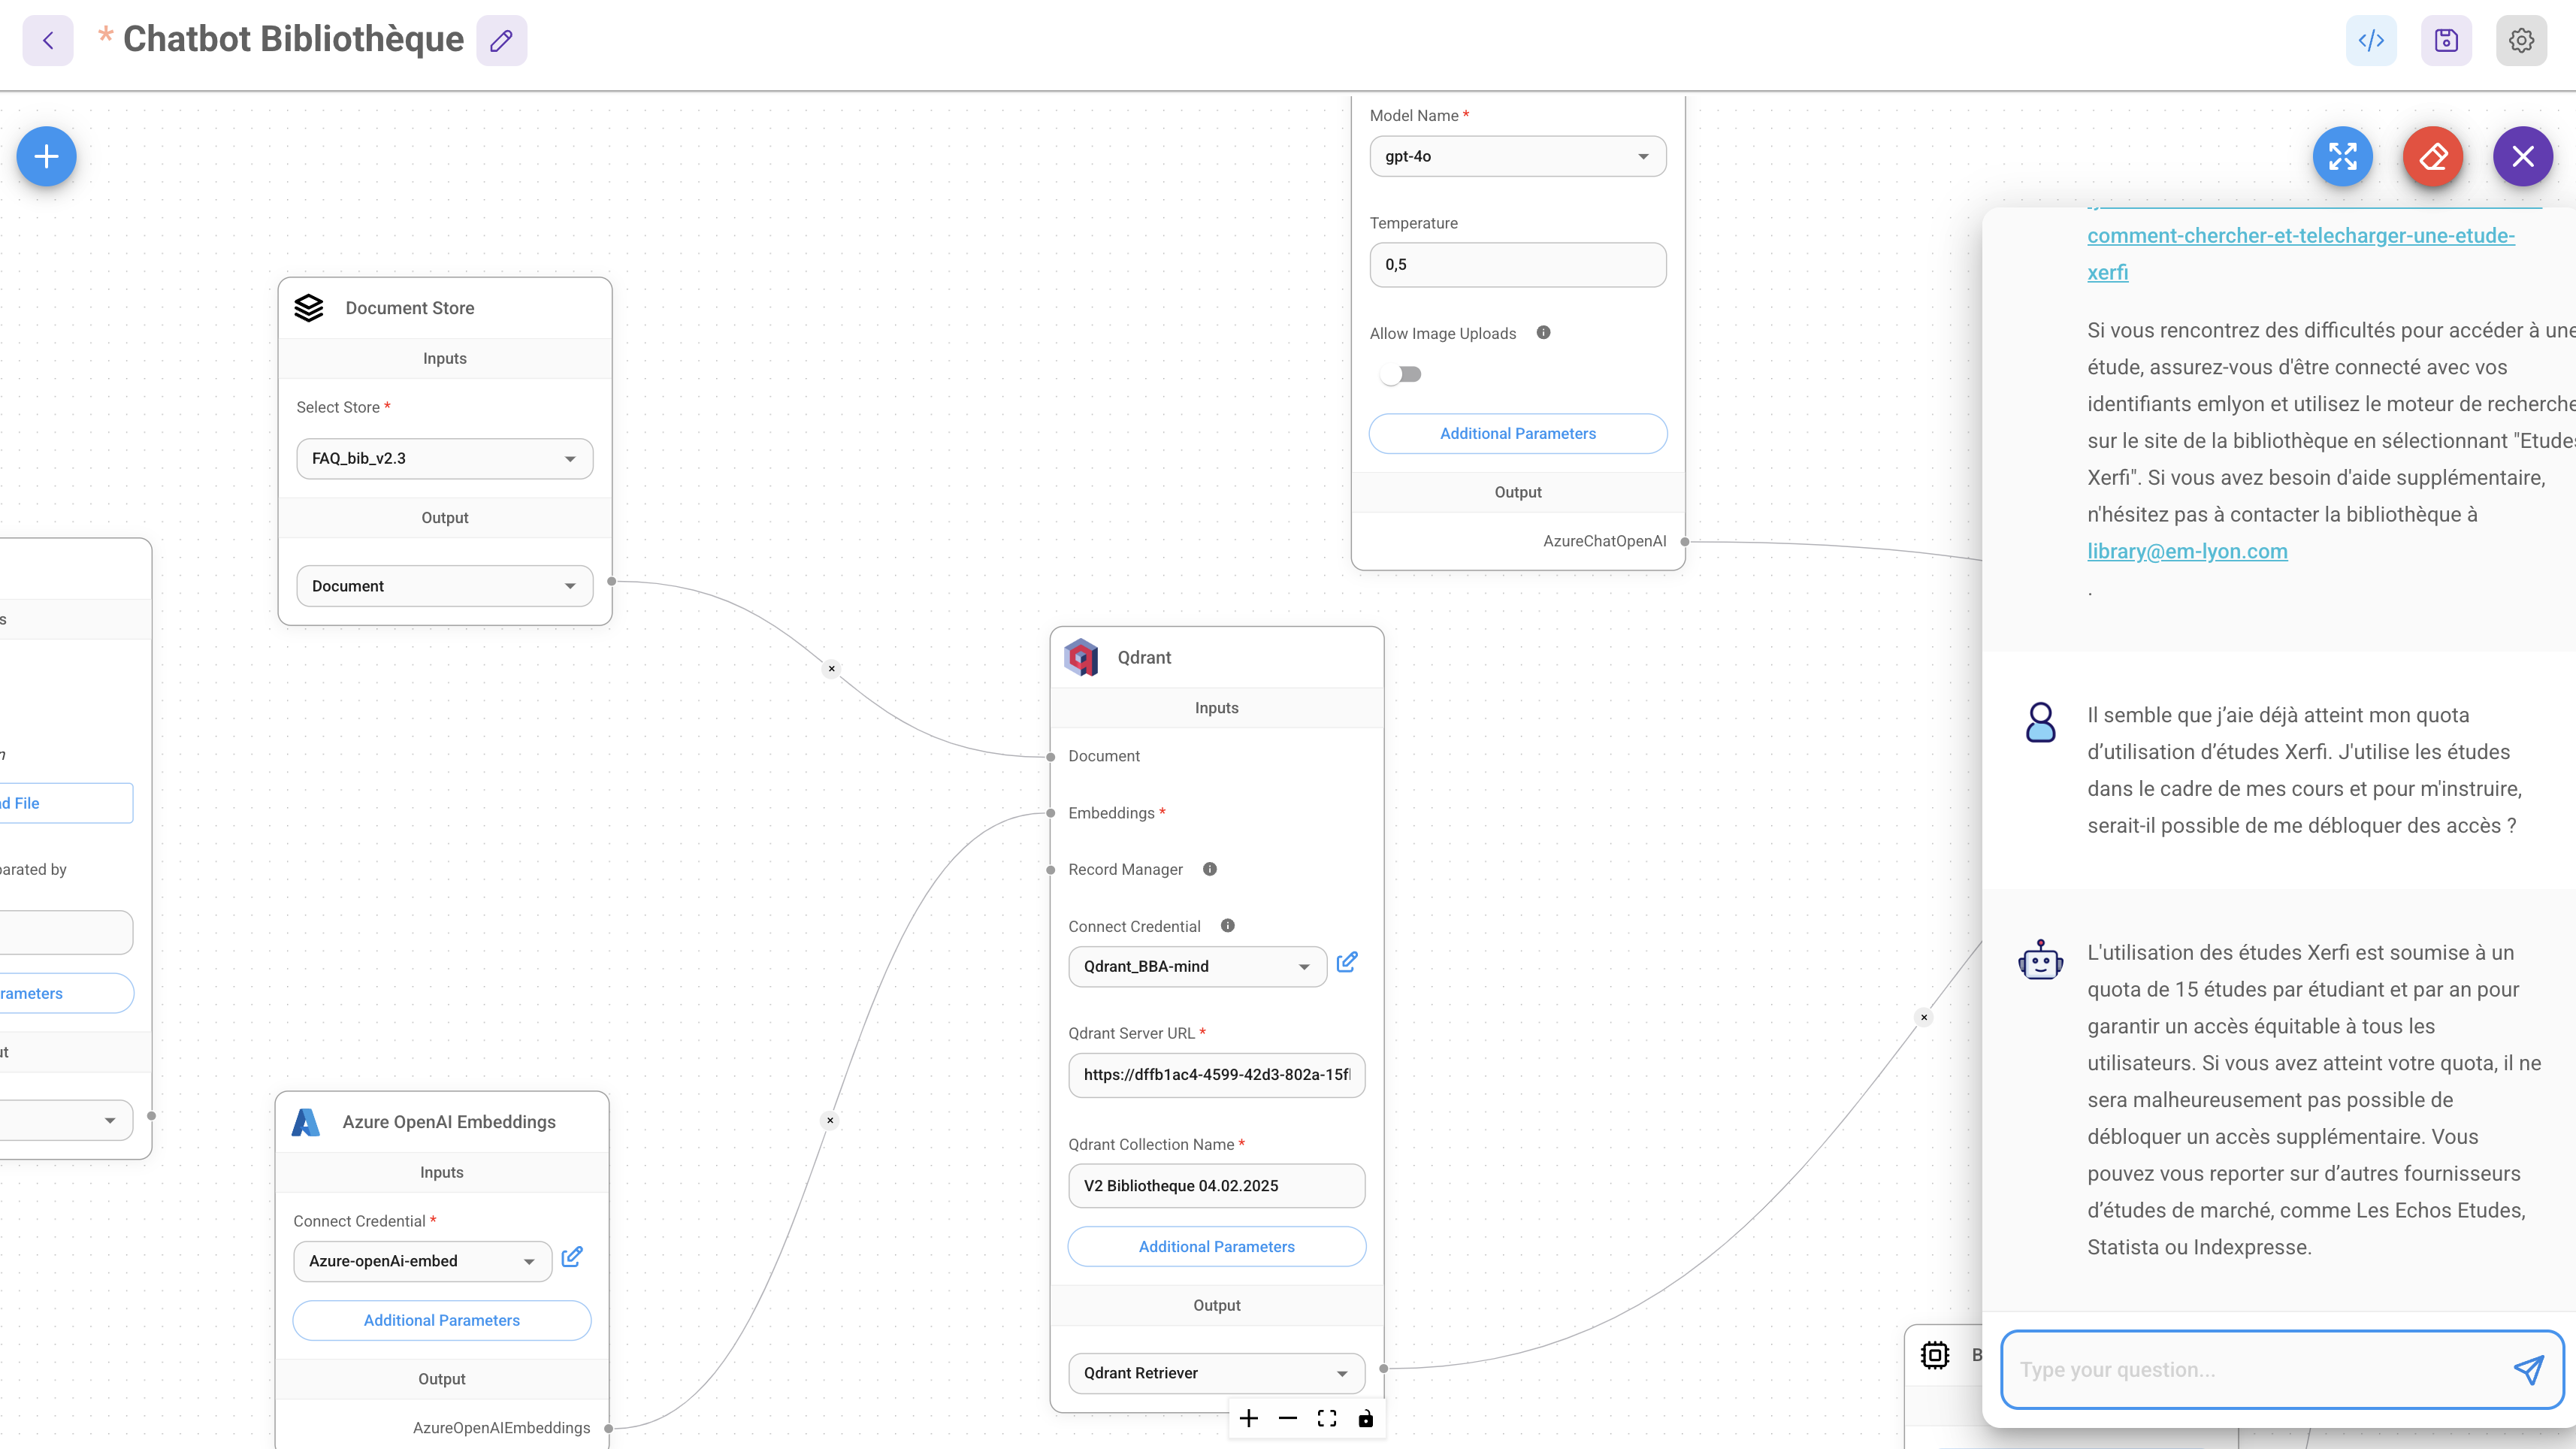 * Chatbot Bibliothèque
Model Name *
gpt-4o
Temperature
0,5
Allow Image Uploads
Additional Parameters
Output
AzureChatOpenAI
Document Store
Inputs
Select Store *
FAQ_bib_v2.3
Output
Document
s
n
d File
parated by
rameters
ut
Azure OpenAI Embeddings
Inputs
Connect Credential *
Azure-openAi-embed
Additional Parameters
Output
AzureOpenAIEmbeddings
Qdrant
Inputs
Document
Embeddings *
Record Manager
Connect Credential
Qdrant_BBA-mind
Qdrant Server URL *
https://dffb1ac4-4599-42d3-802a-15f
Qdrant Collection Name *
V2 Bibliotheque 04.02.2025
Additional Parameters
Output
Qdrant Retriever
B
comment-chercher-et-telecharger-une-etude-
xerfi
Si vous rencontrez des difficultés pour accéder à une
étude, assurez-vous d'être connecté avec vos
identifiants emlyon et utilisez le moteur de recherche
sur le site de la bibliothèque en sélectionnant "Etudes
Xerfi". Si vous avez besoin d'aide supplémentaire,
n'hésitez pas à contacter la bibliothèque à
library@em-lyon.com
.
Il semble que j’aie déjà atteint mon quota
d’utilisation d’études Xerfi. J'utilise les études
dans le cadre de mes cours et pour m'instruire,
serait-il possible de me débloquer des accès ?
L'utilisation des études Xerfi est soumise à un
quota de 15 études par étudiant et par an pour
garantir un accès équitable à tous les
utilisateurs. Si vous avez atteint votre quota, il ne
sera malheureusement pas possible de
débloquer un accès supplémentaire. Vous
pouvez vous reporter sur d’autres fournisseurs
d’études de marché, comme Les Echos Etudes,
Statista ou Indexpresse.
Type your question...